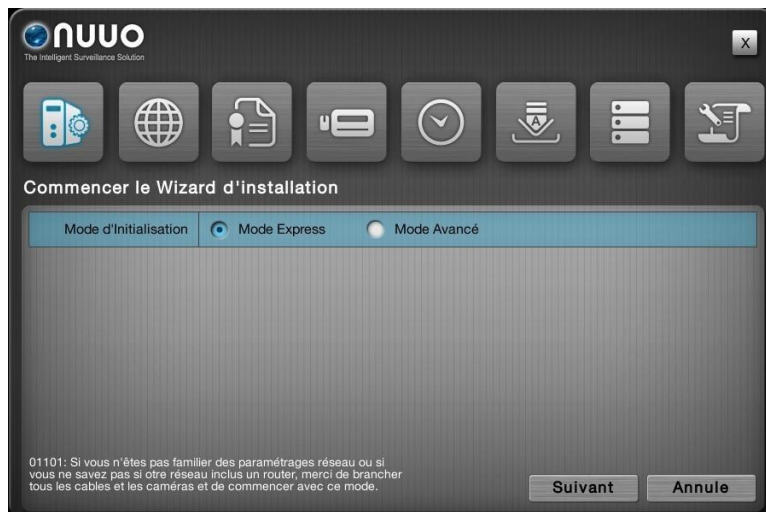 nuuo
The Intelligent Surveillance Solution
X
A
Commencer le Wizard d'installation
Mode d'Initialisation
Mode Express
Mode Avancé
01101: Si vous n'êtes pas familier des paramétrages réseau ou si
vous ne savez pas si otre réseau inclus un router, merci de brancher
tous les cables et les caméras et de commencer avec ce mode.
Suivant
Annule